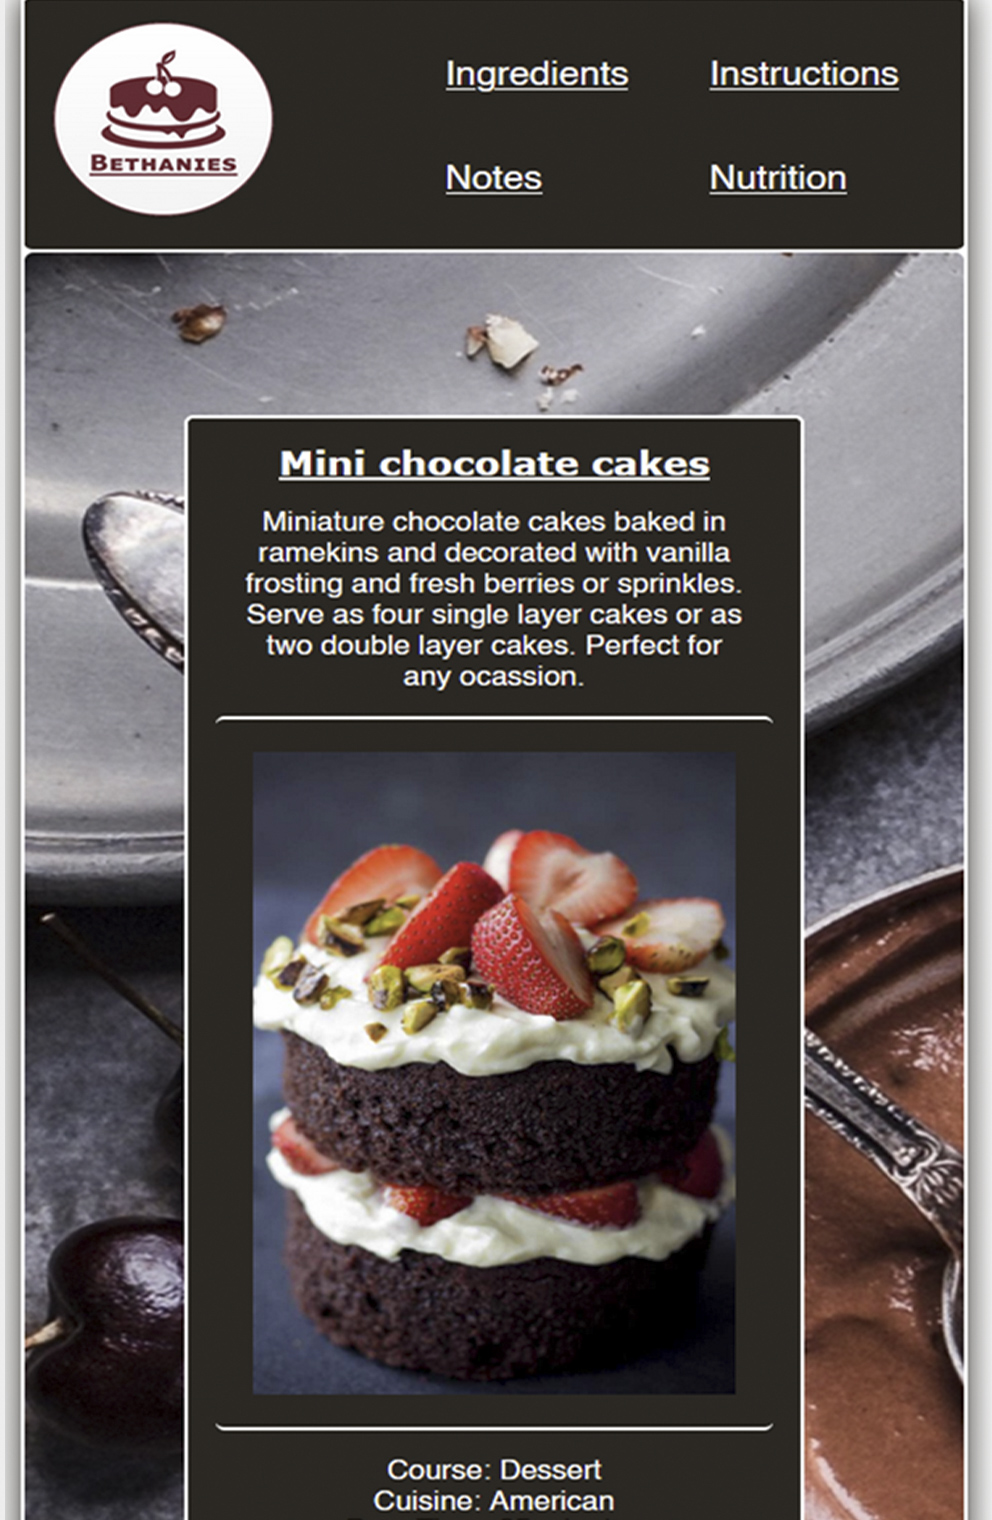 BETHANIES
Ingredients
Instructions
Notes
Nutrition
Mini chocolate cakes
Miniature chocolate cakes baked in
ramekins and decorated with vanilla
frosting and fresh berries or sprinkles.
Serve as four single layer cakes or as
two double layer cakes. Perfect for
any ocassion.
Course: Dessert
Cuisine: American